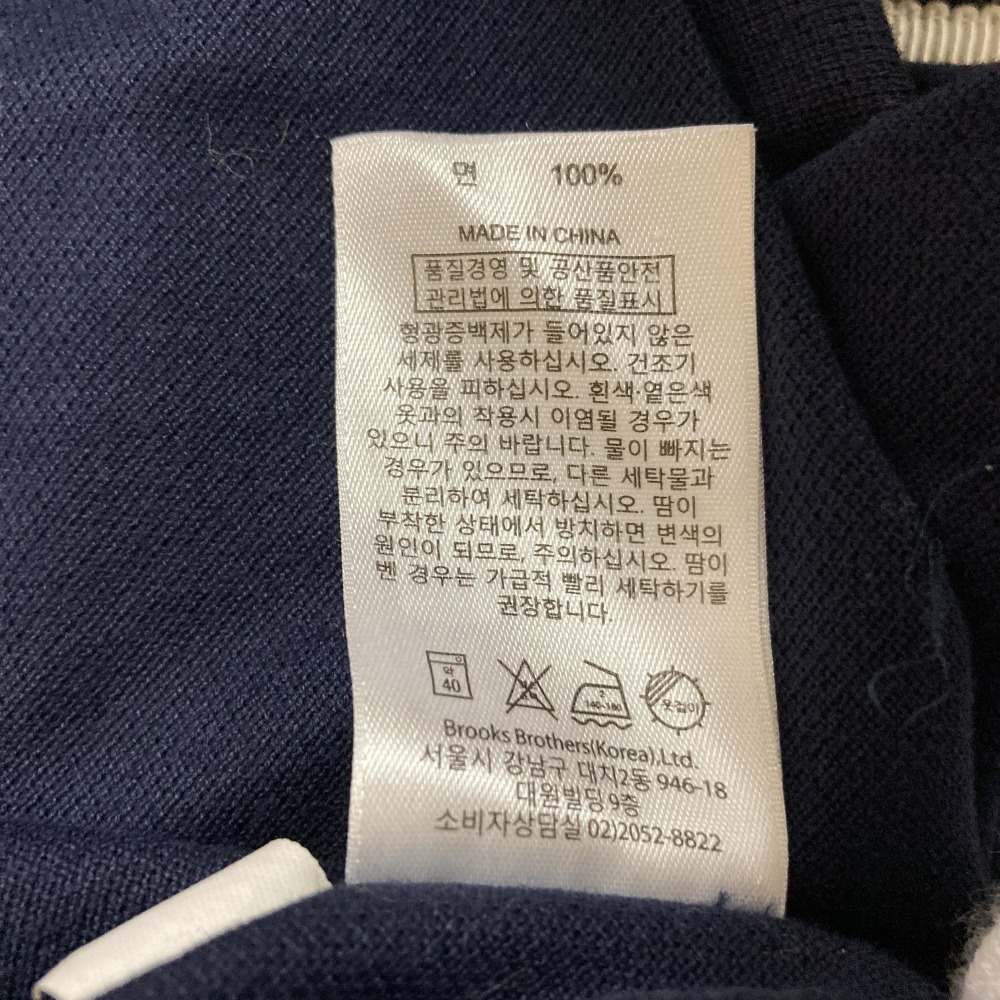 면 100%
MADE IN CHINA
품질경영 및 공산품안전
관리법에 의한 품질표시
형광증백제가 들어있지 않은
세제를 사용하십시오. 건조기
사용을 피하십시오. 흰색·옅은색
옷과의 착용시 이염될 경우가
있으니 주의 바랍니다. 물이 빠지는
경우가 있으므로, 다른 세탁물과
분리하여 세탁하십시오. 땀이
부착한 상태에서 방치하면 변색의
원인이 되므로, 주의하십시오. 땀이
벤 경우는 가급적 빨리 세탁하기를
권장합니다.
약
40
2
140-160
옷걸이
Brooks Brothers(Korea),Ltd.
서울시 강남구 대치2동 946-18
대원빌딩 9층
소비자상담실 02)2052-8822